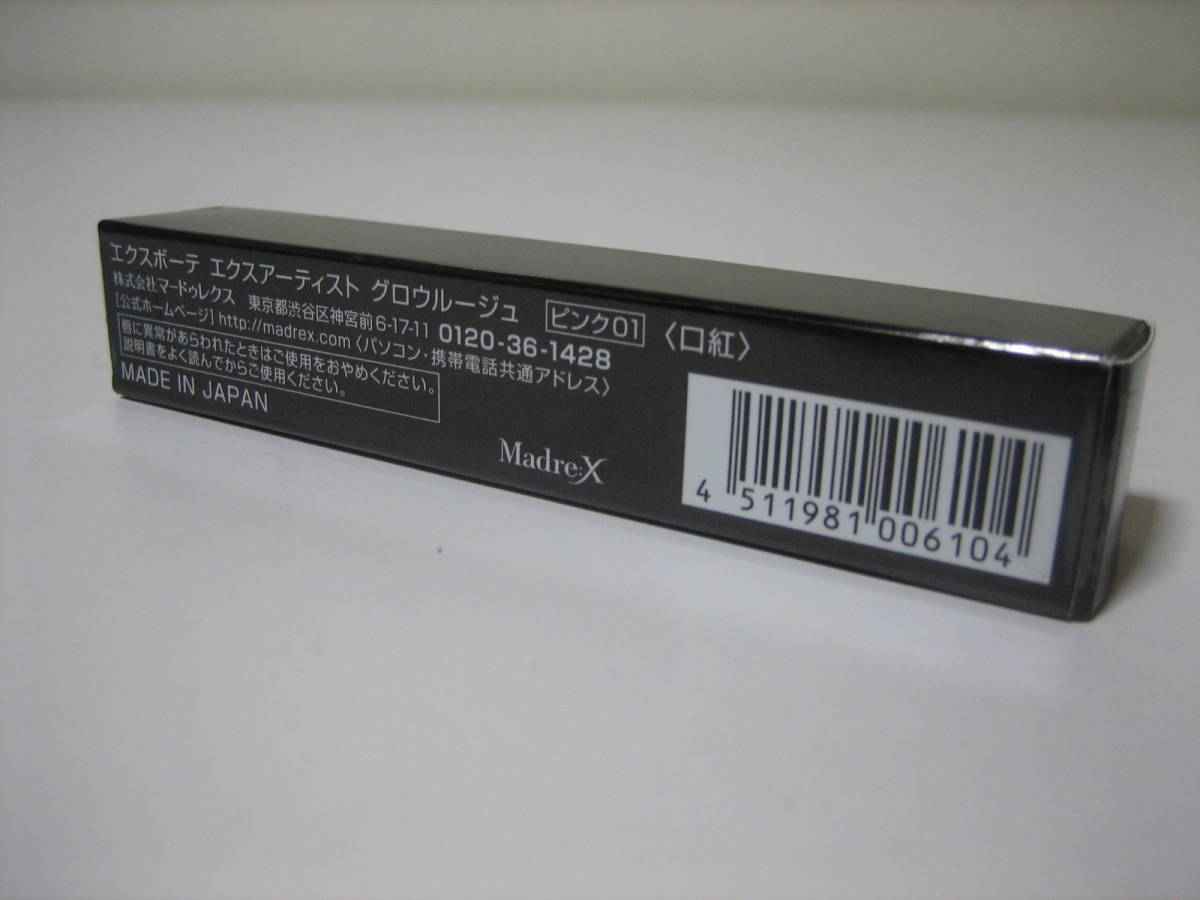 エクスボーテ エクスアーティスト グロウルージュ ピンク01 〈口紅〉
株式会社マードゥレクス 東京都渋谷区神宮前6-17-11 0120-36-1428
[公式ホームページ] http://madrex.com 〈パソコン・携帯電話共通アドレス〉
唇に異常があらわれたときはご使用をおやめください。
説明書をよく読んでからご使用ください。
MADE IN JAPAN
Madre:X
4 511981 006104